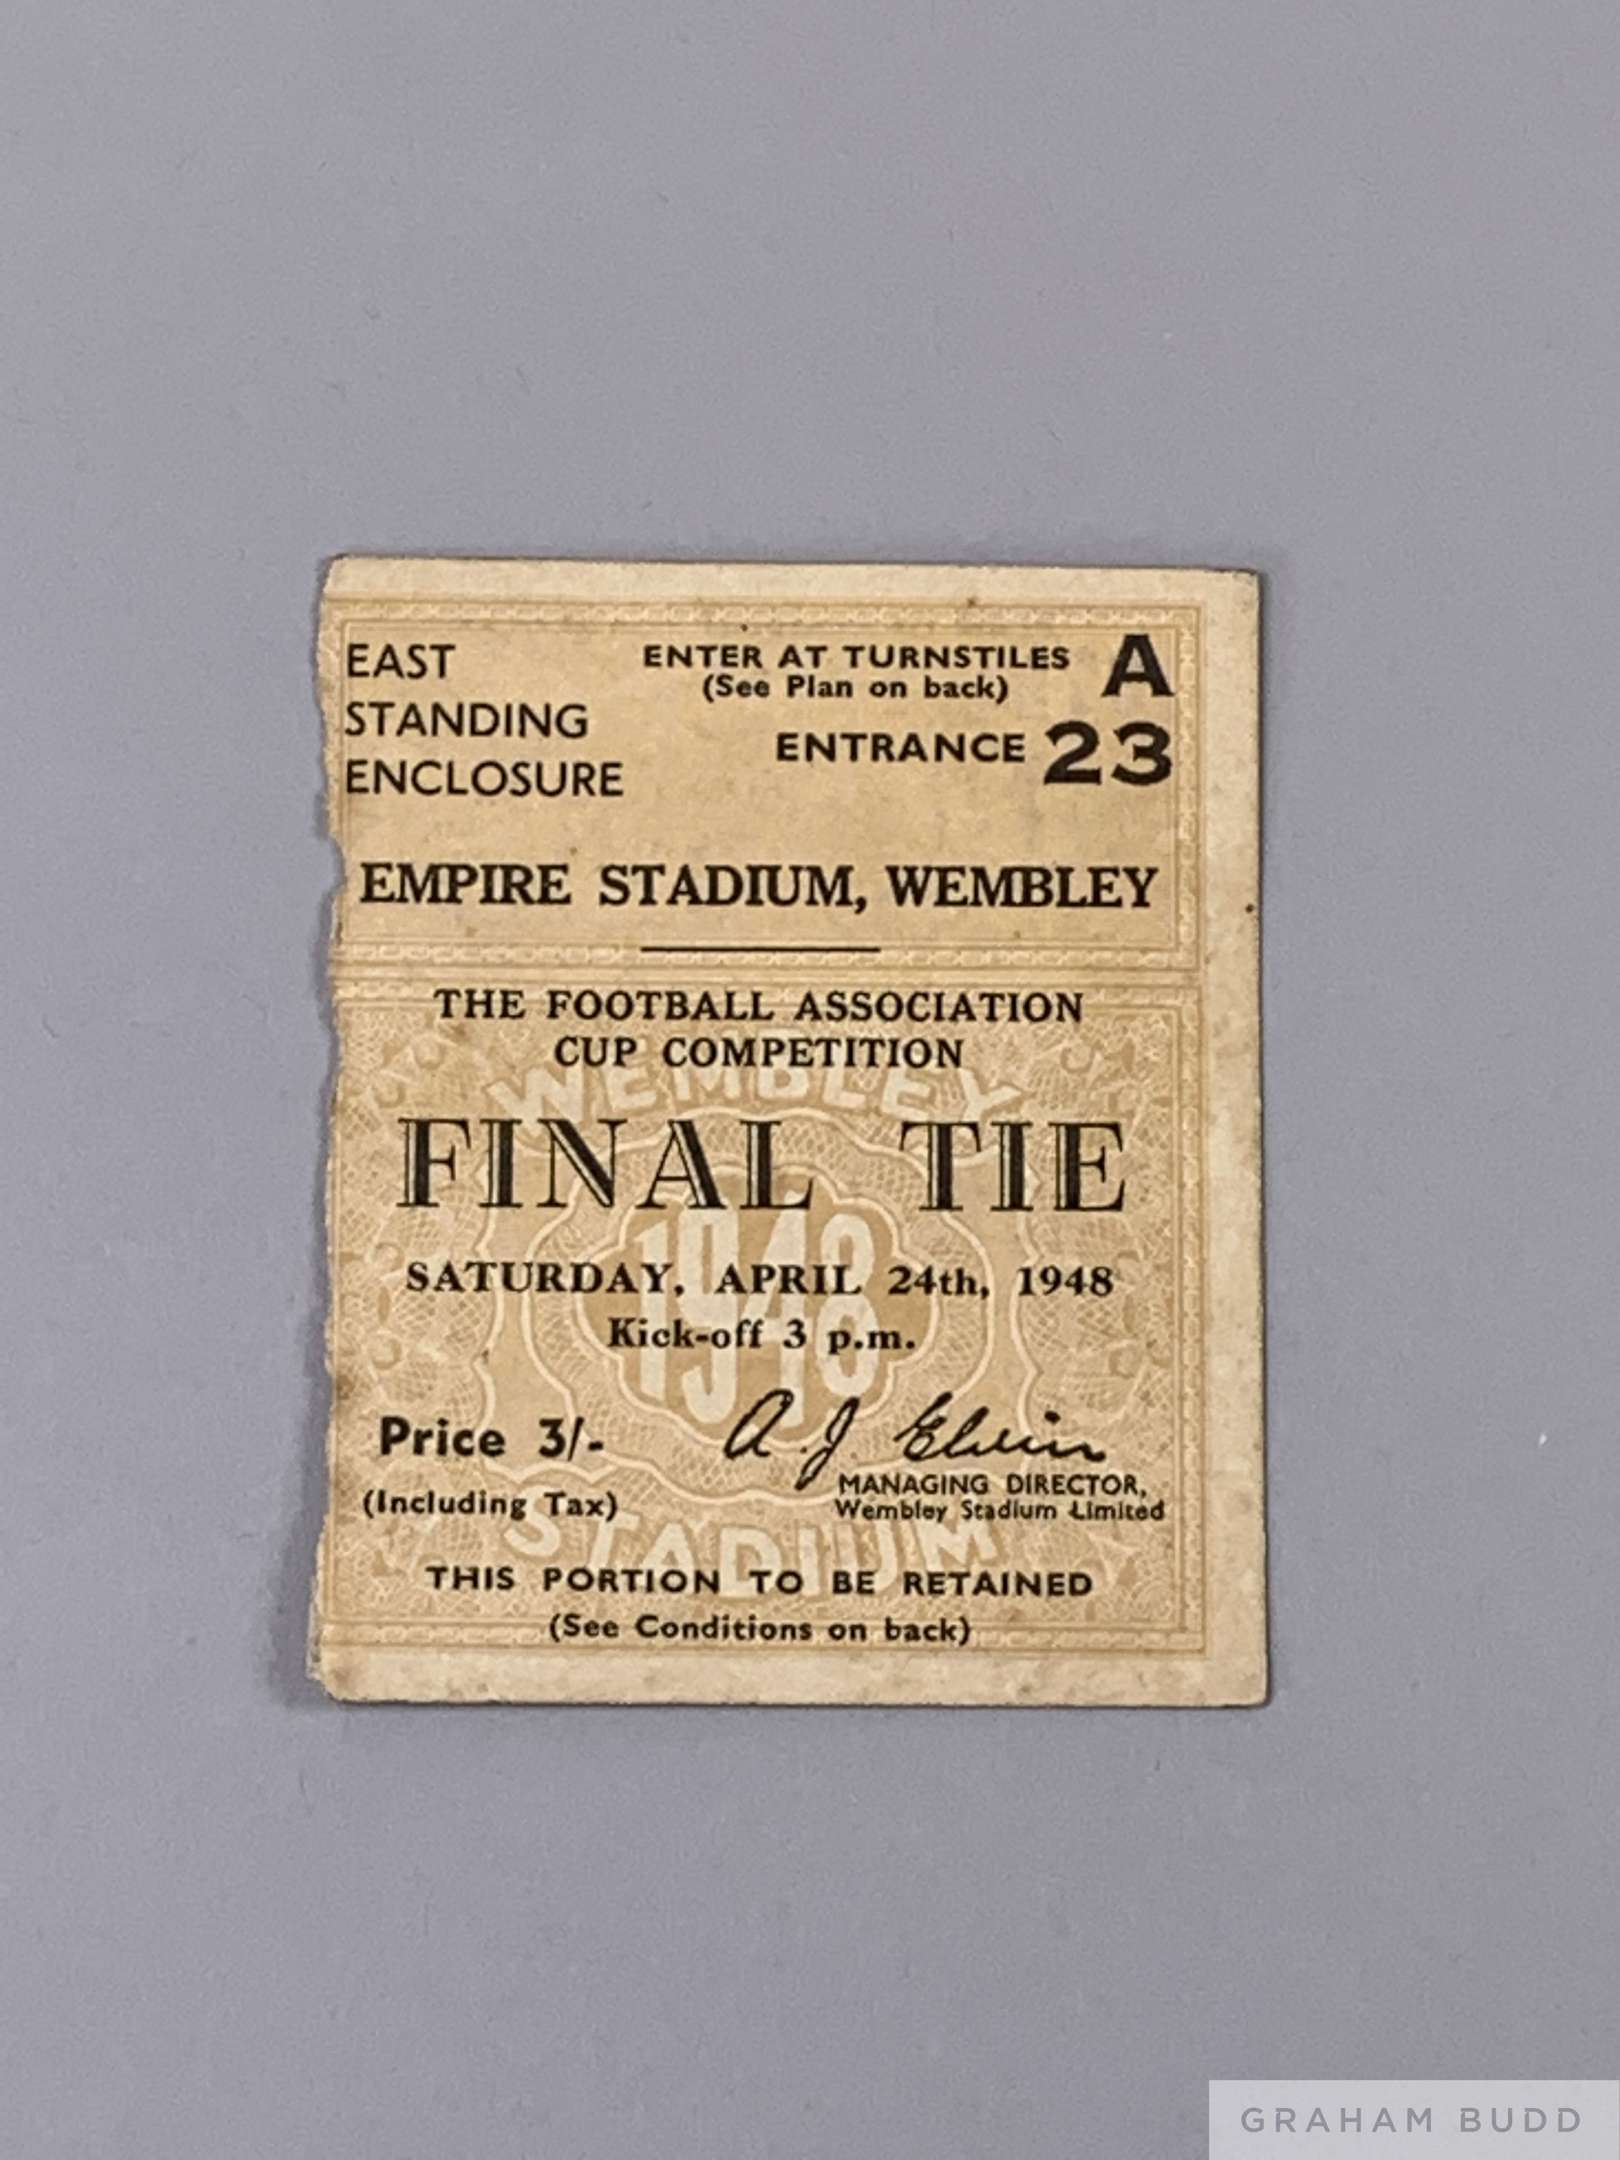 EAST
STANDING
ENCLOSURE
ENTER AT TURNSTILES A
(See Plan on back)
ENTRANCE 23
EMPIRE STADIUM, WEMBLEY
THE FOOTBALL ASSOCIATION
CUP COMPETITION
WEMBLEY
FINAL TIE
1948
SATURDAY, APRIL 24th, 1948
1948
Kick-off 3 p.m.
Price 3/-
(Including Tax)
A. J. Elvin
MANAGING DIRECTOR,
Wembley Stadium Limited
STADIUM
THIS PORTION TO BE RETAINED
(See Conditions on back)
GRAHAM BUDD